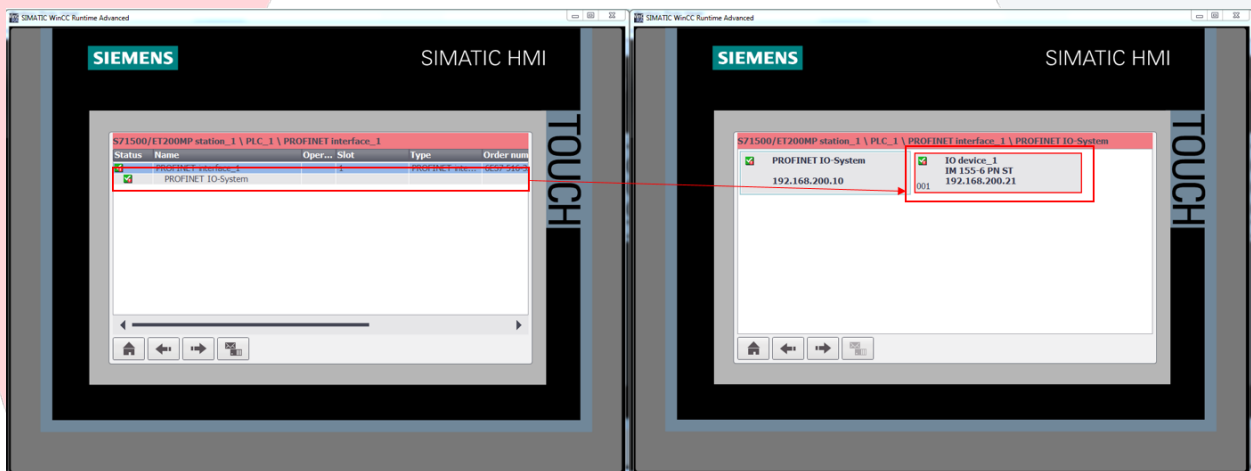 SIMATIC WinCC Runtime Advanced
SIEMENS
SIMATIC HMI
TOUCH
S71500/ET200MP station_1 \ PLC_1 \ PROFINET interface_1
Status Name Oper... Slot Type Order num
PROFINET interface_1 1 PROFINET inte...
PROFINET IO-System
SIMATIC WinCC Runtime Advanced
SIEMENS
SIMATIC HMI
TOUCH
S71500/ET200MP station_1 \ PLC_1 \ PROFINET interface_1 \ PROFINET IO-System
PROFINET IO-System
192.168.200.10
IO device_1
IM 155-6 PN ST
192.168.200.21
001